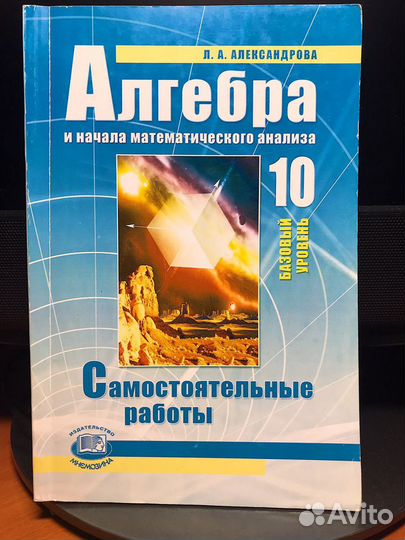 Л. А. АЛЕКСАНДРОВА
Алгебра
и начала математического анализа
10
БАЗОВЫЙ
УРОВЕНЬ
Самостоятельные
работы
ИЗДАТЕЛЬСТВО
МНЕМОЗИНА
Avito